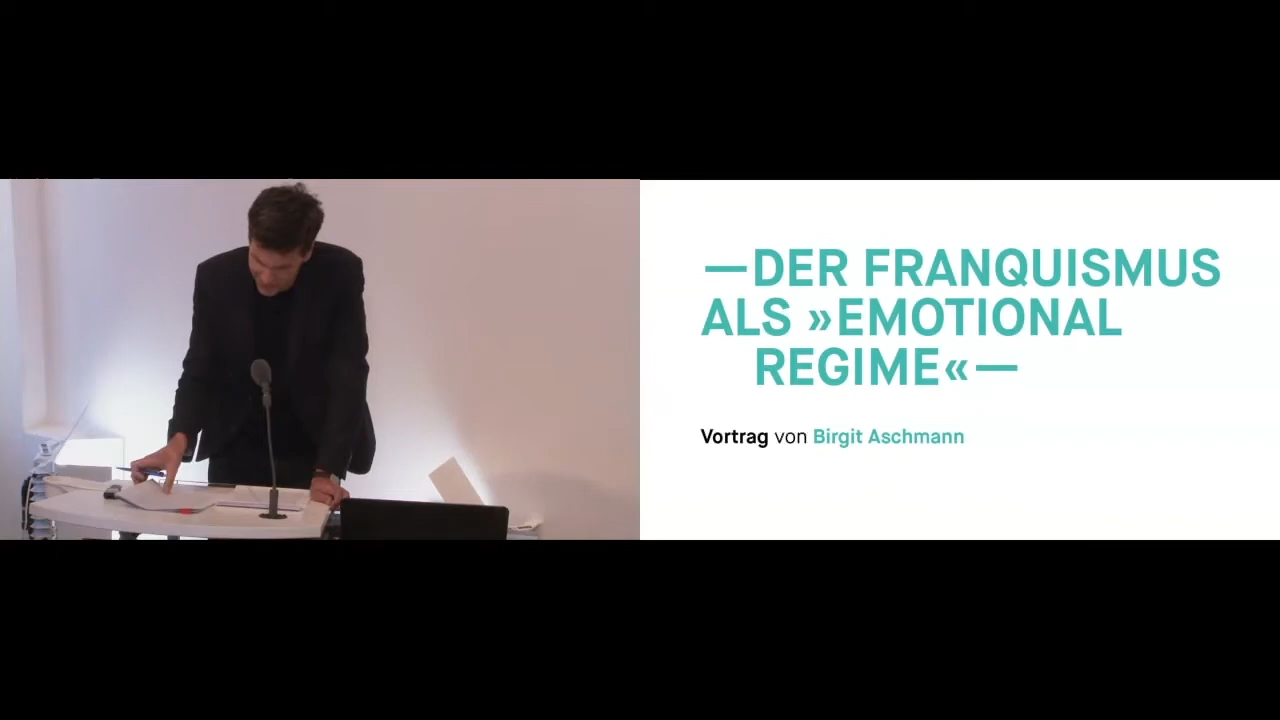 —DER FRANQUISMUS
ALS »EMOTIONAL
REGIME«—
Vortrag von Birgit Aschmann